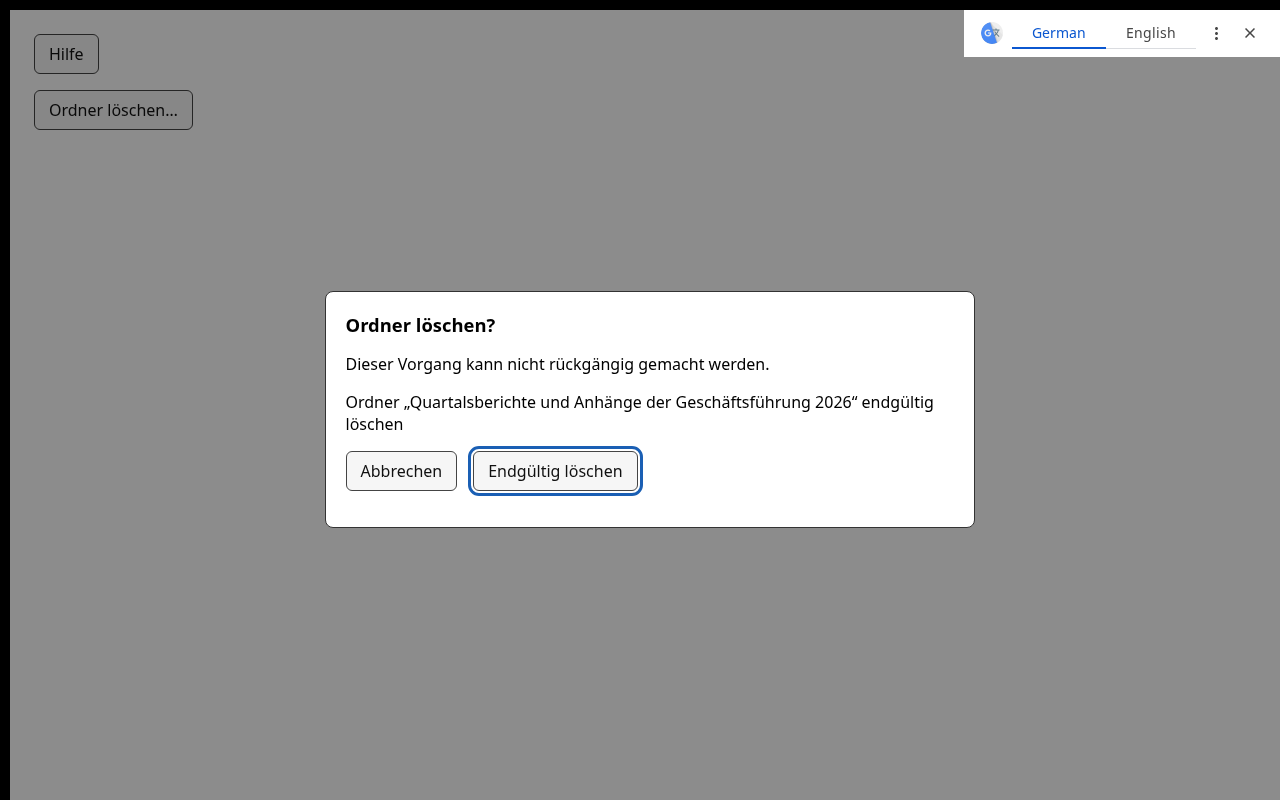 Hilfe
German
English
Ordner löschen...
Ordner löschen?
Dieser Vorgang kann nicht rückgängig gemacht werden.
Ordner „Quartalsberichte und Anhänge der Geschäftsführung 2026“ endgültig
löschen
Abbrechen
Endgültig löschen